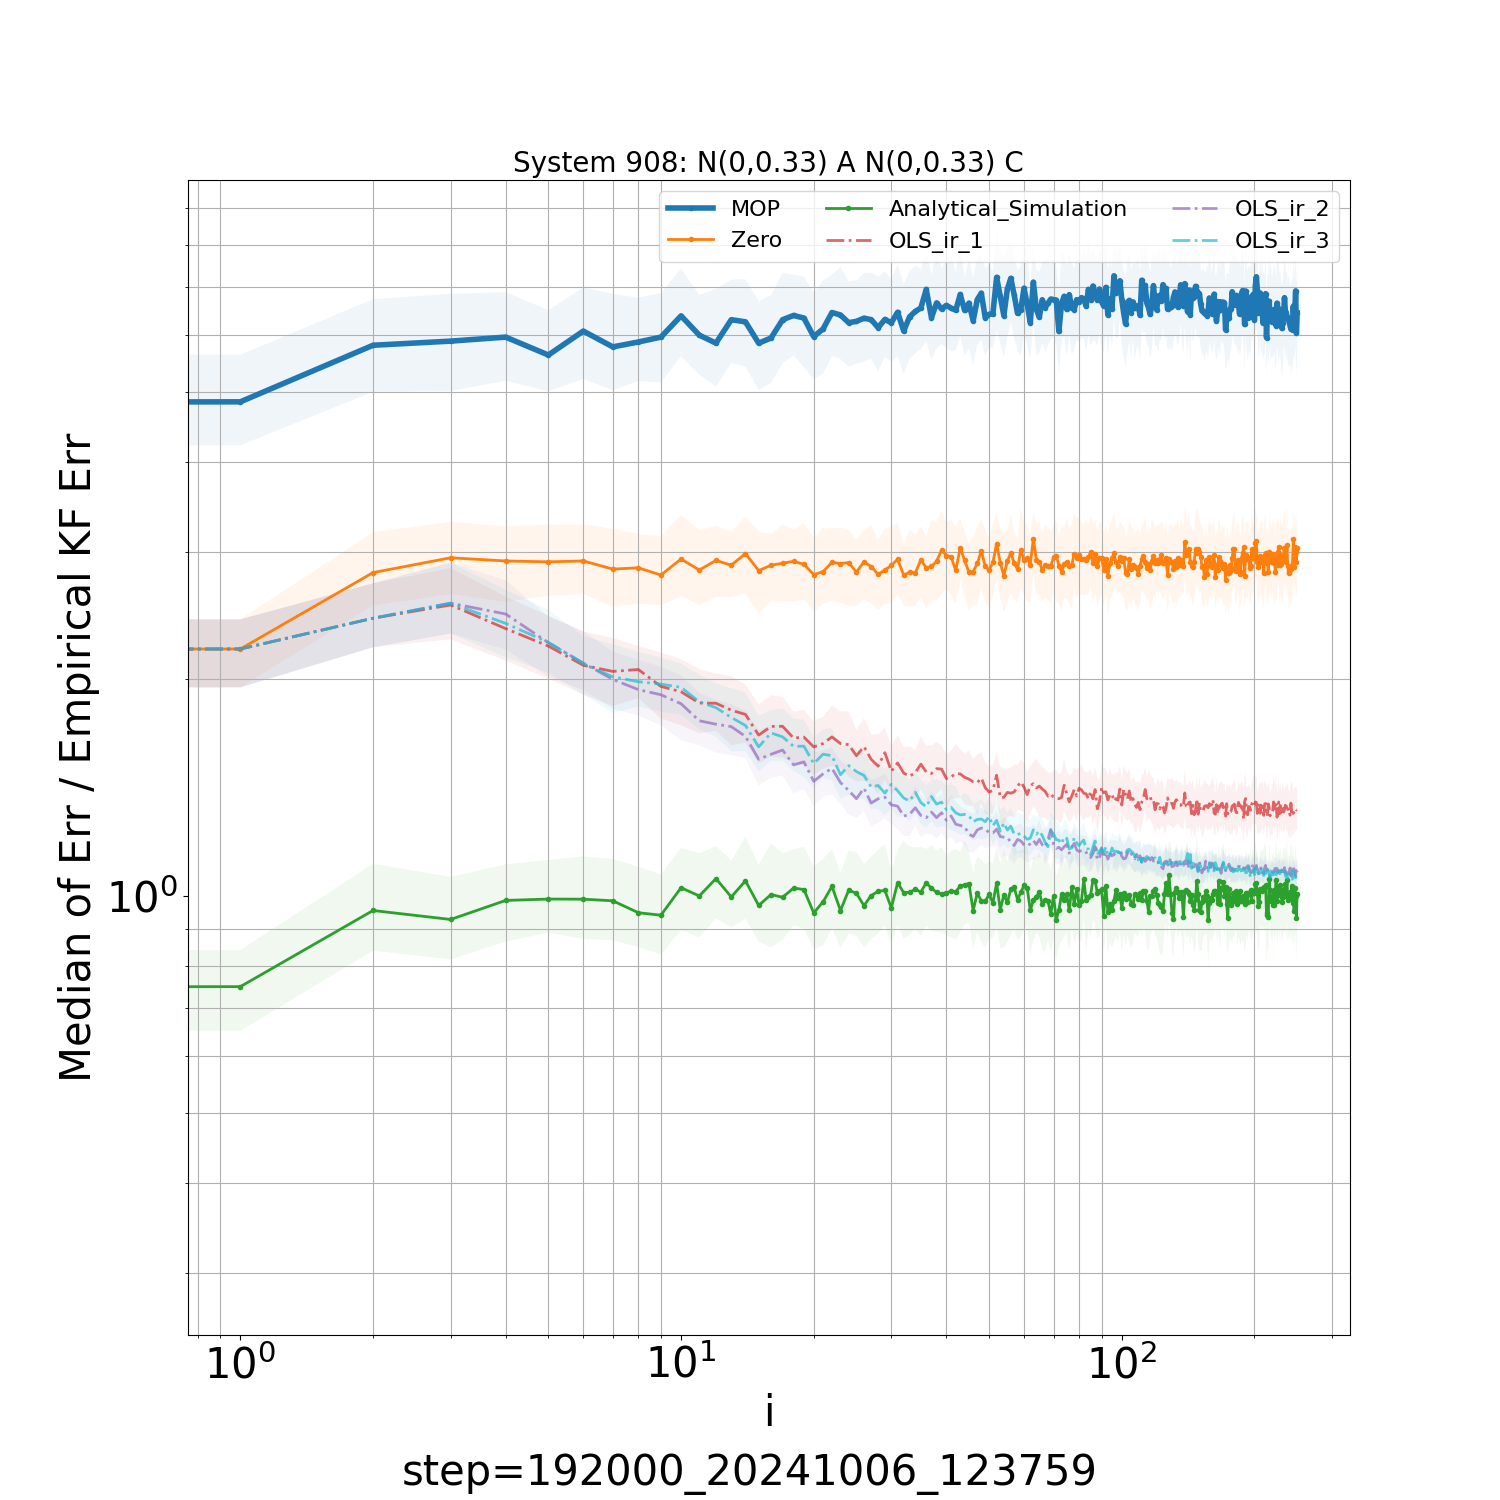 System 908: N(0,0.33) A N(0,0.33) C
MOP
Zero
Analytical_Simulation
OLS_ir_1
OLS_ir_2
OLS_ir_3
Median of Err / Empirical KF Err
10⁰
10⁰ 10¹ 10²
i
step=192000_20241006_123759